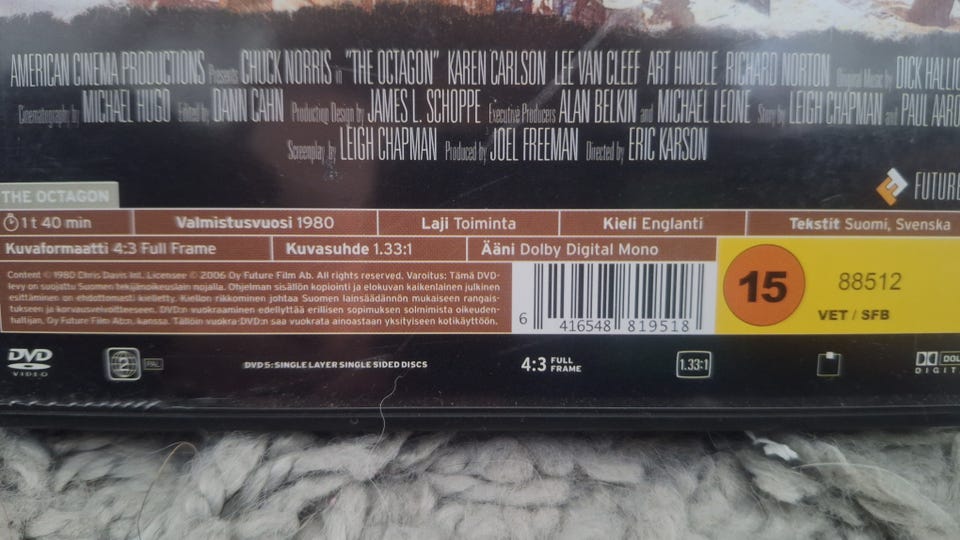 AMERICAN CINEMA PRODUCTIONS Presents CHUCK NORRIS in "THE OCTAGON" KAREN CARLSON LEE VAN CLEEF ART HINDLE RICHARD NORTON Original Music by DICK HALLIG
Cinematography by MICHAEL HUGO Edited by DANN CAHN Producting Design by JAMES L. SCHOPPE Executive Producers ALAN BELKIN and MICHAEL LEONE Story by LEIGH CHAPMAN and PAUL AARO
Screenplay by LEIGH CHAPMAN Produced by JOEL FREEMAN Directed by ERIC KARSON
FUTURE
THE OCTAGON
1 t 40 min Valmistusvuosi 1980 Laji Toiminta Kieli Englanti Tekstit Suomi, Svenska
Kuvaformaatti 4:3 Full Frame Kuvasuhde 1.33:1 Ääni Dolby Digital Mono
Content © 1980 Chris Davis Int. Licensee © 2006 Oy Future Film Ab. All rights reserved. Varoitus: Tämä DVD-
levy on suojattu Suomen tekijänoikeuslain nojalla. Ohjelman sisällön kopiointi ja elokuvan kaikenlainen julkinen
esittäminen on ehdottomasti kielletty. Kiellon rikkominen johtaa Suomen lainsäädännön mukaiseen rangais-
tukseen ja korvausvelvoitteeseen. DVD:n vuokraaminen edellyttää erillisen sopimuksen solmimista oikeuden-
haltijan, Oy Future Film Ab:n, kanssa. Tällöin vuokra-DVD:n saa vuokrata ainoastaan yksityiseen kotikäyttöön.
6 416548 819518
15 88512
VET / SFB
DVD VIDEO 2 PAL DVD 5: SINGLE LAYER SINGLE SIDED DISCS 4:3 FULL FRAME 1.33:1 DOL
DIGIT